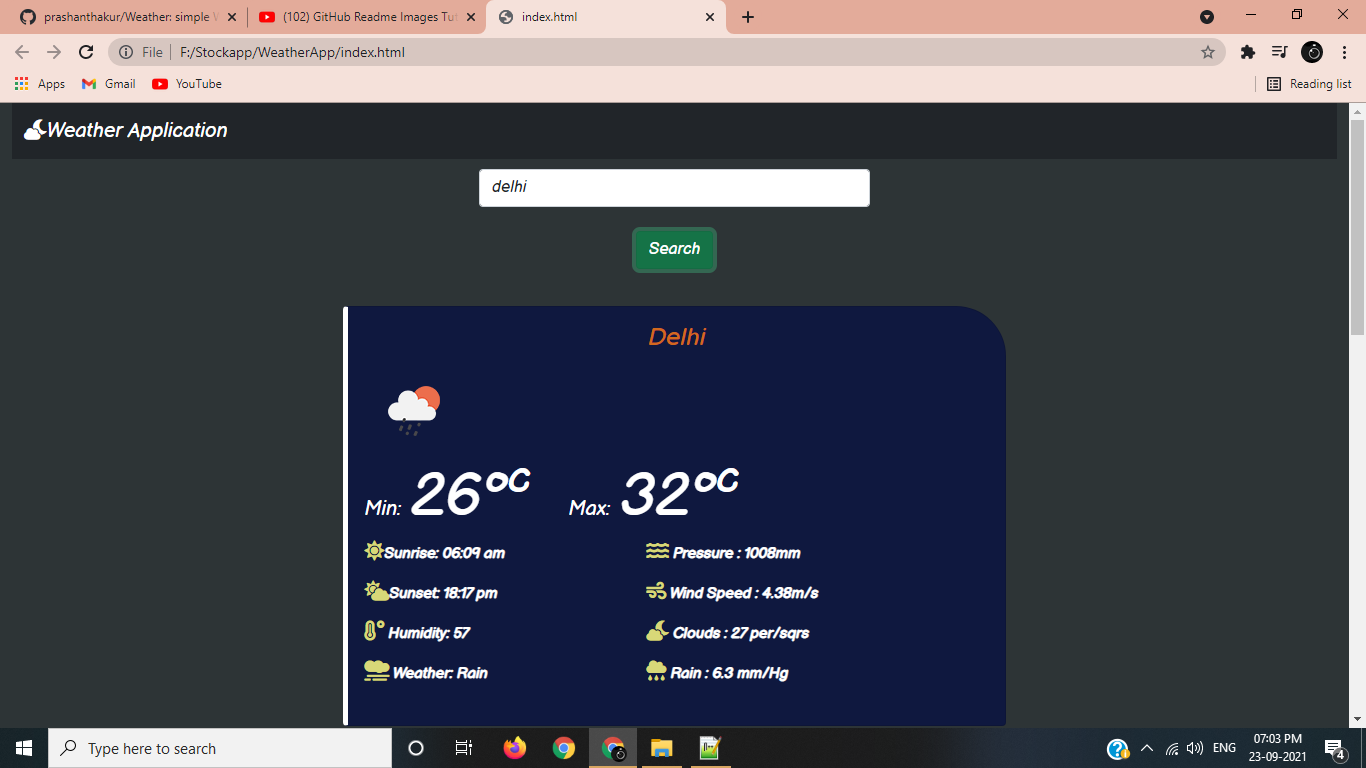 prashanthakur/Weather: simple W
(102) GitHub Readme Images Tut
index.html
File
F:/Stockapp/WeatherApp/index.html
Apps
Gmail
YouTube
Reading list
Weather Application
delhi
Search
Delhi
Min: 26°C Max: 32°C
Sunrise: 06:09 am
Pressure : 1008mm
Sunset: 18:17 pm
Wind Speed : 4.38m/s
Humidity: 57
Clouds : 27 per/sqrs
Weather: Rain
Rain : 6.3 mm/Hg
Type here to search
ENG
07:03 PM
23-09-2021
4